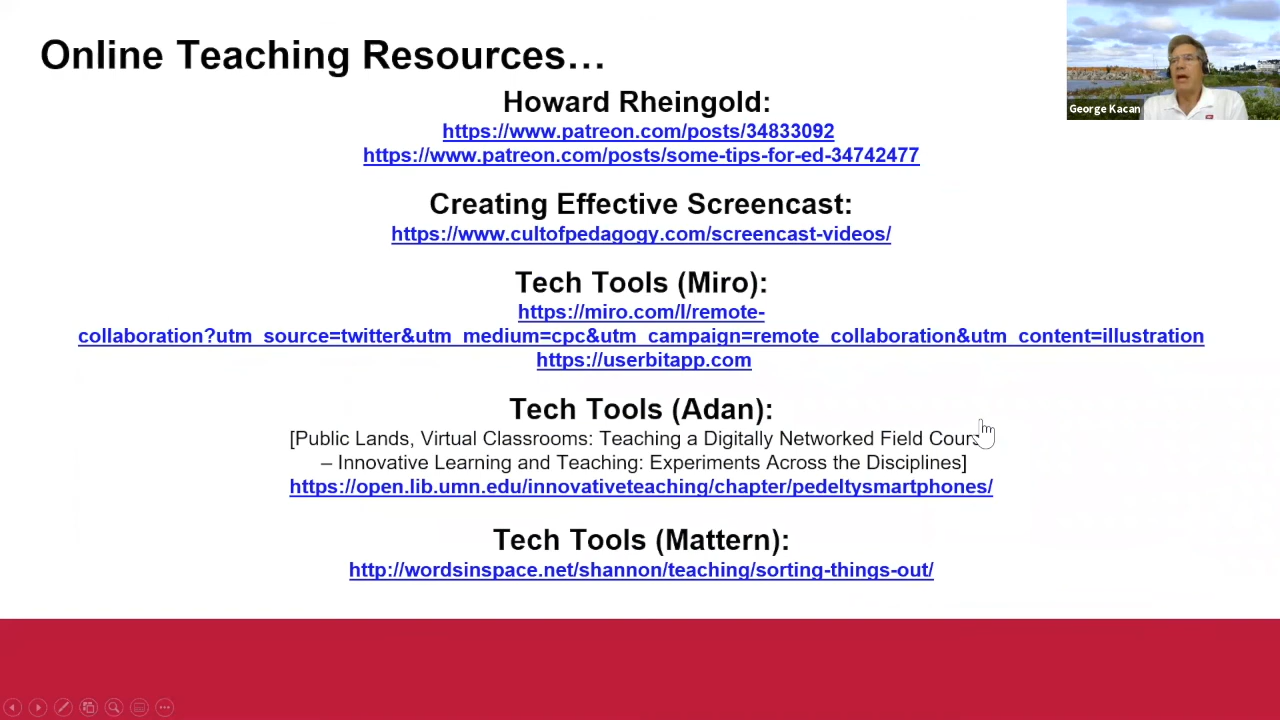 Online Teaching Resources…
Howard Rheingold:
https://www.patreon.com/posts/34833092
https://www.patreon.com/posts/some-tips-for-ed-34742477
Creating Effective Screencast:
https://www.cultofpedagogy.com/screencast-videos/
Tech Tools (Miro):
https://miro.com/l/remote-
collaboration?utm_source=twitter&utm_medium=cpc&utm_campaign=remote_collaboration&utm_content=illustration
https://userbitapp.com
Tech Tools (Adan):
[Public Lands, Virtual Classrooms: Teaching a Digitally Networked Field
– Innovative Learning and Teaching: Experiments Across the Disciplines]
https://open.lib.umn.edu/innovativeteaching/chapter/pedeltysmartphones/
Tech Tools (Mattern):
http://wordsinspace.net/shannon/teaching/sorting-things-out/
George Kacan